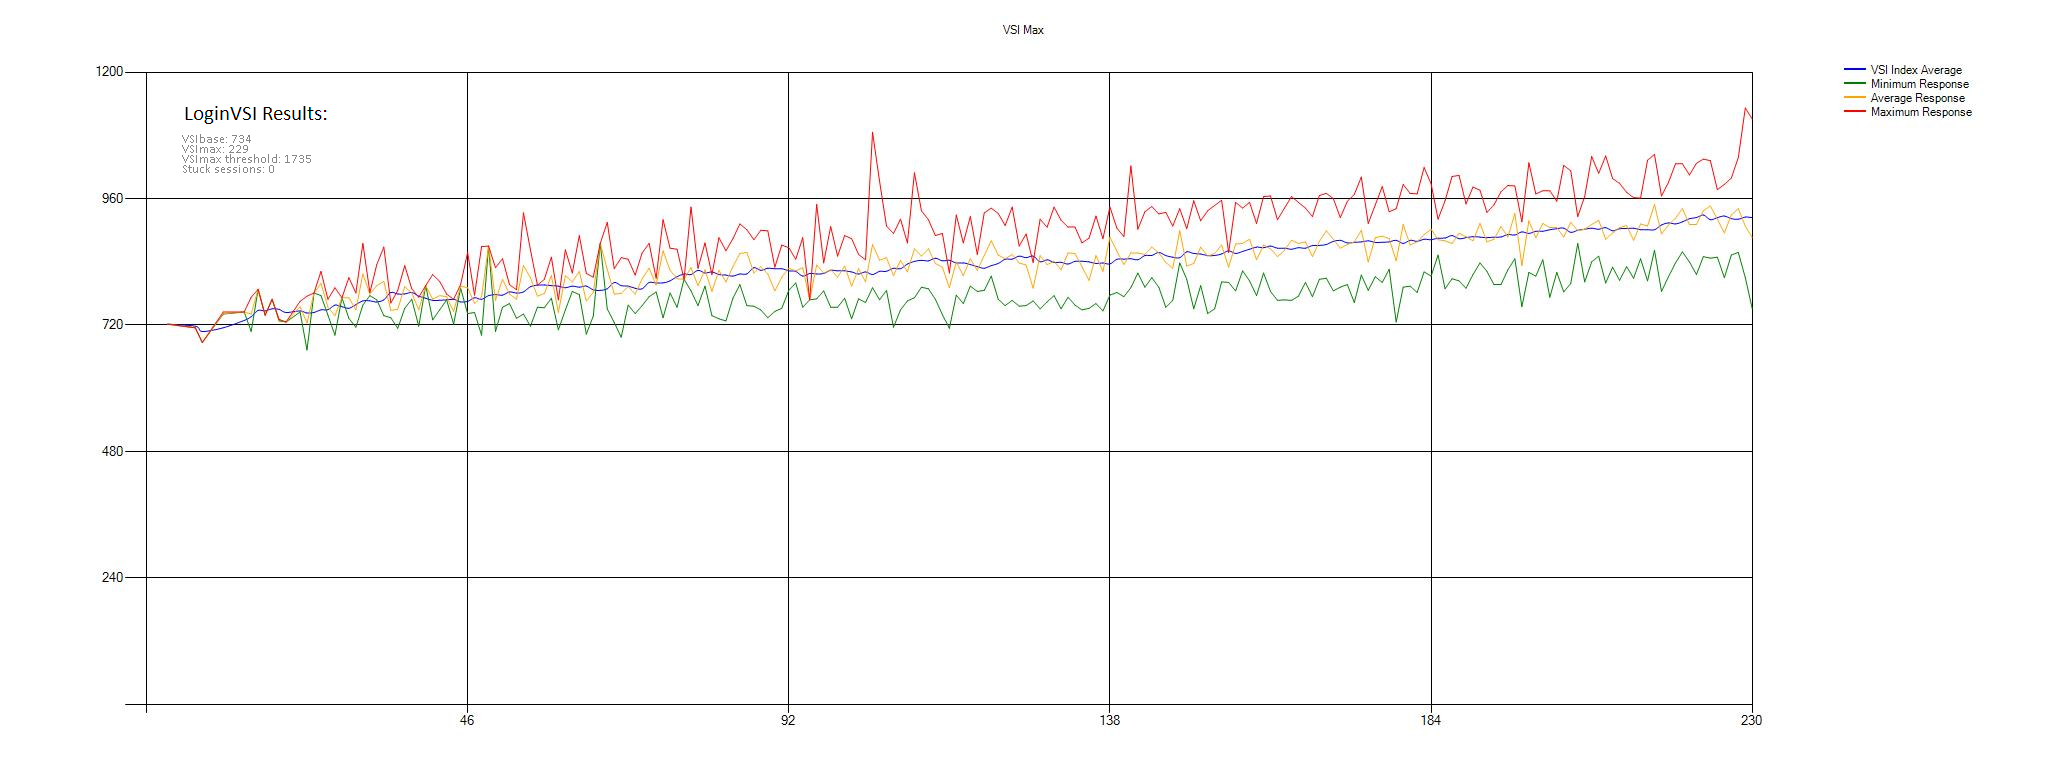 VSI Max
1200
960
720
480
240
LoginVSI Results:
VSIbase: 734
VSImax: 229
VSImax threshold: 1735
Stuck sessions: 0
VSI Index Average
Minimum Response
Average Response
Maximum Response
46
92
138
184
230